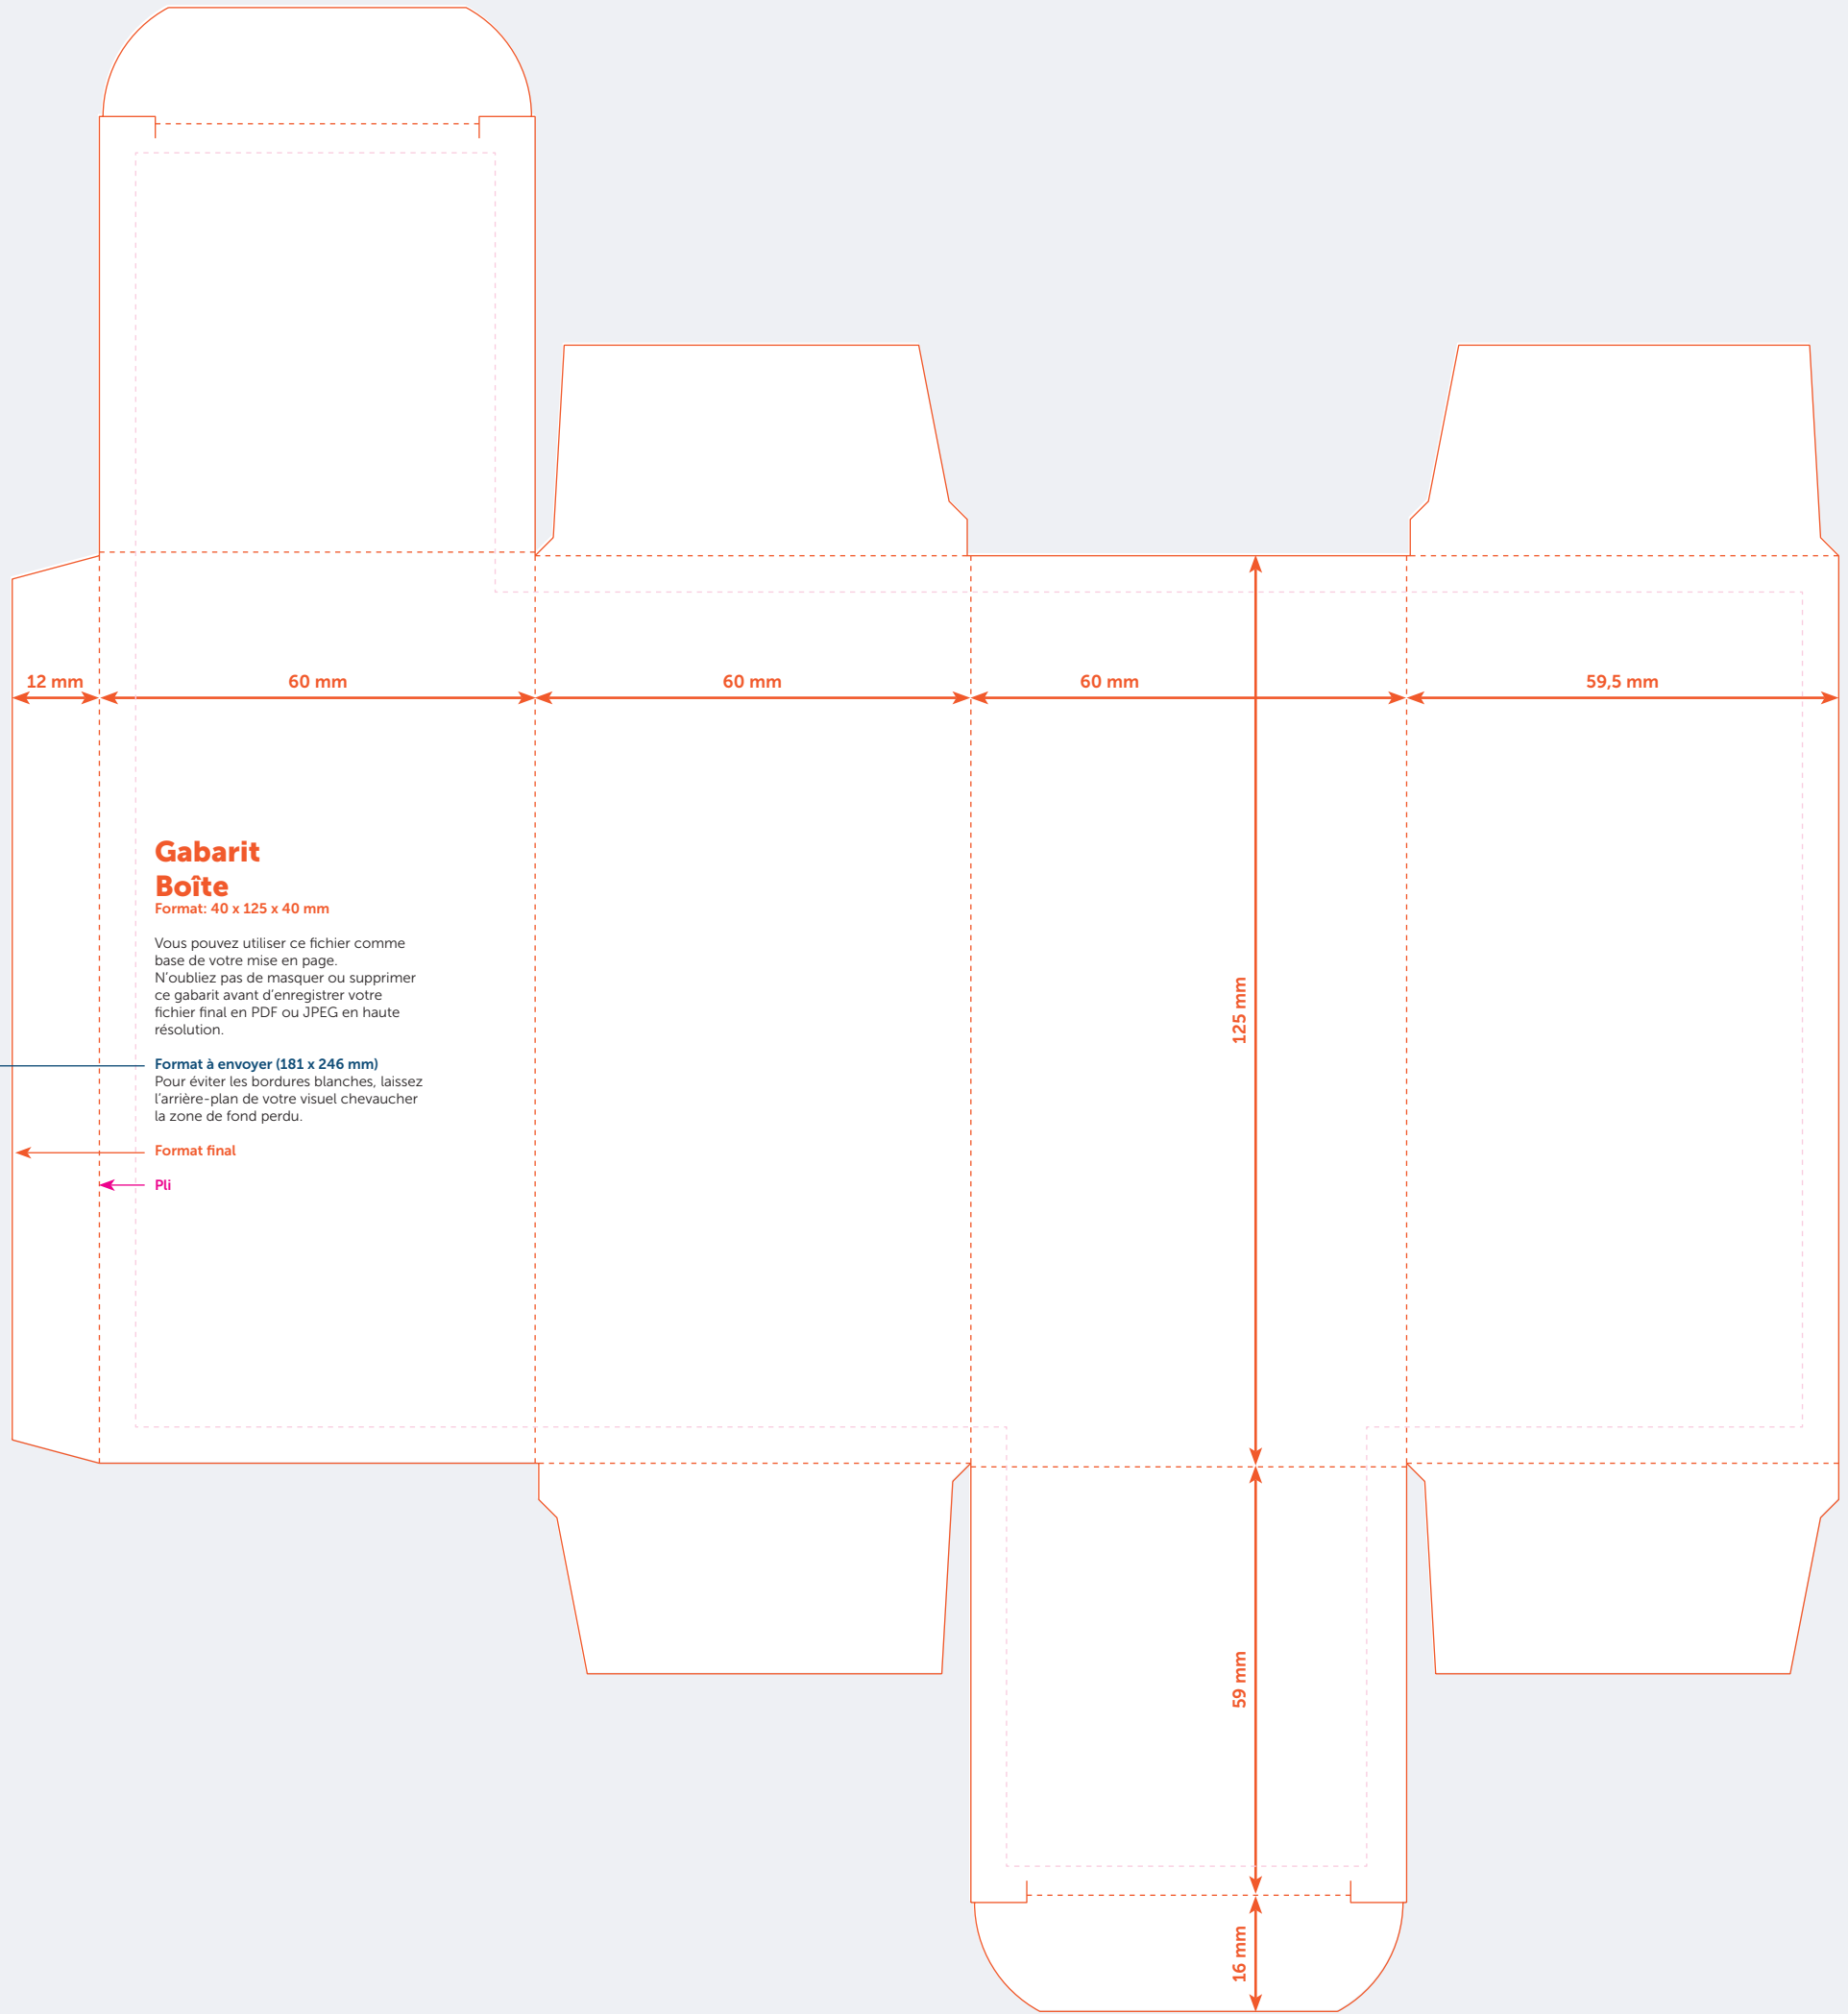 12 mm
60 mm
60 mm
60 mm
59,5 mm
Gabarit
Boîte
Format: 40 x 125 x 40 mm
Vous pouvez utiliser ce fichier comme
base de votre mise en page.
N'oubliez pas de masquer ou supprimer
ce gabarit avant d'enregistrer votre
fichier final en PDF ou JPEG en haute
résolution.
Format à envoyer (181 x 246 mm)
Pour éviter les bordures blanches, laissez
l'arrière-plan de votre visuel chevaucher
la zone de fond perdu.
Format final
Pli
125 mm
59 mm
16 mm